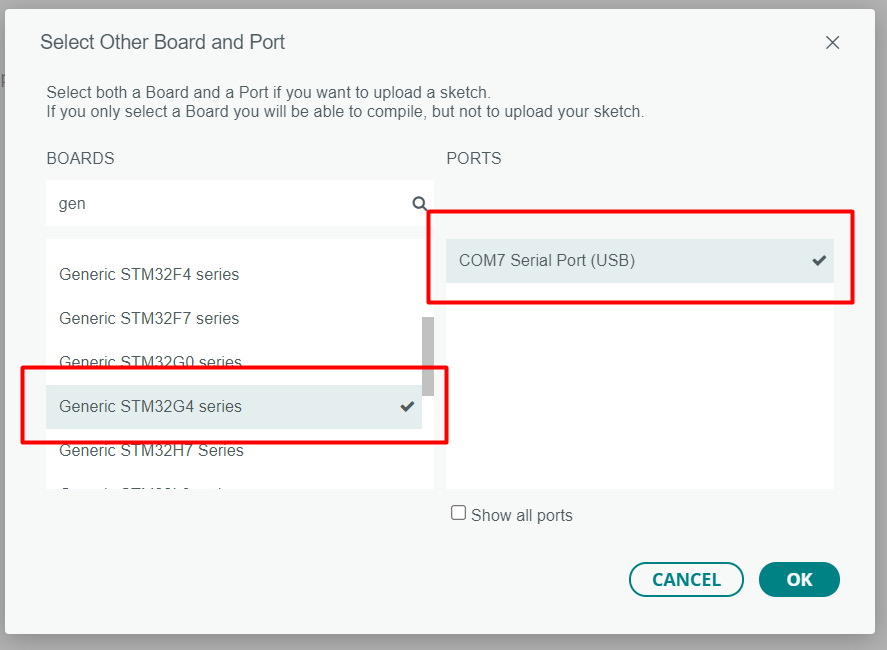 Select Other Board and Port
Select both a Board and a Port if you want to upload a sketch.
If you only select a Board you will be able to compile, but not to upload your sketch.
BOARDS
PORTS
gen
COM7 Serial Port (USB)
Generic STM32F4 series
Generic STM32F7 series
Generic STM32G0 series
Generic STM32G4 series
Generic STM32H7 Series
Show all ports
CANCEL
OK